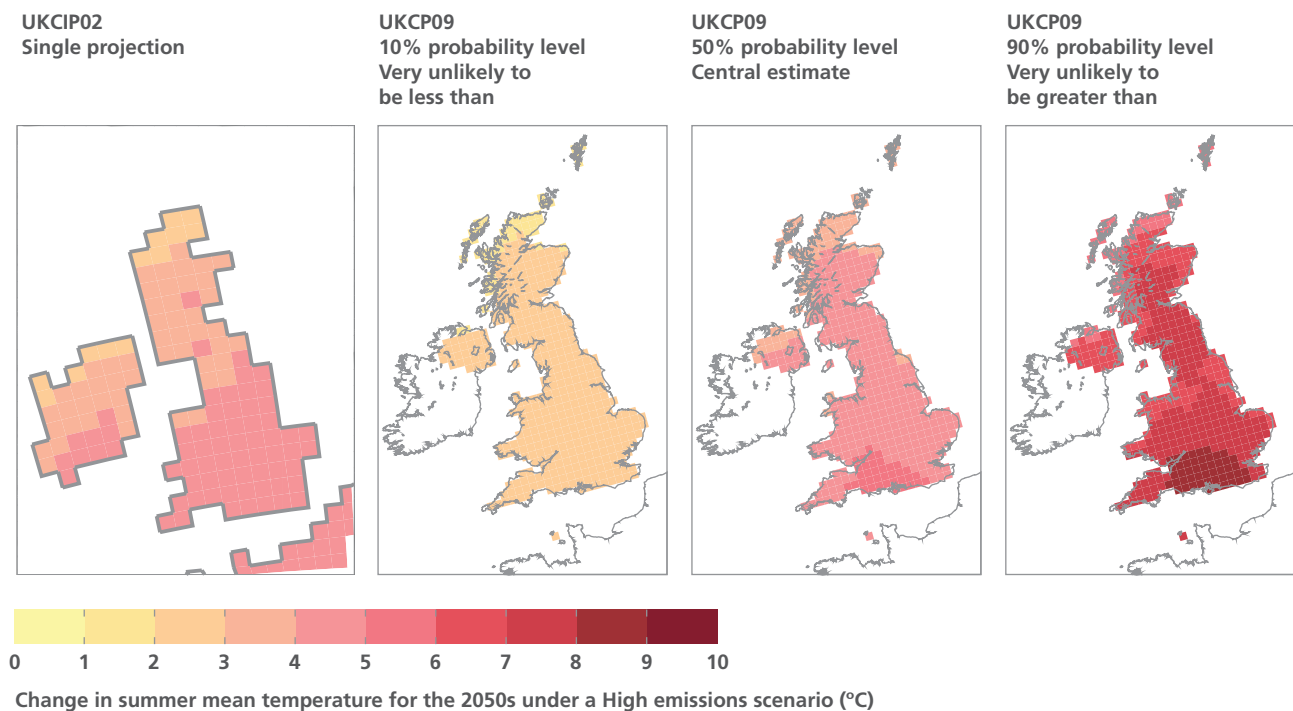 UKCIP02
Single projection
UKCP09
10% probability level
Very unlikely to
be less than
UKCP09
50% probability level
Central estimate
UKCP09
90% probability level
Very unlikely to
be greater than
0 1 2 3 4 5 6 7 8 9 10
Change in summer mean temperature for the 2050s under a High emissions scenario (ºC)